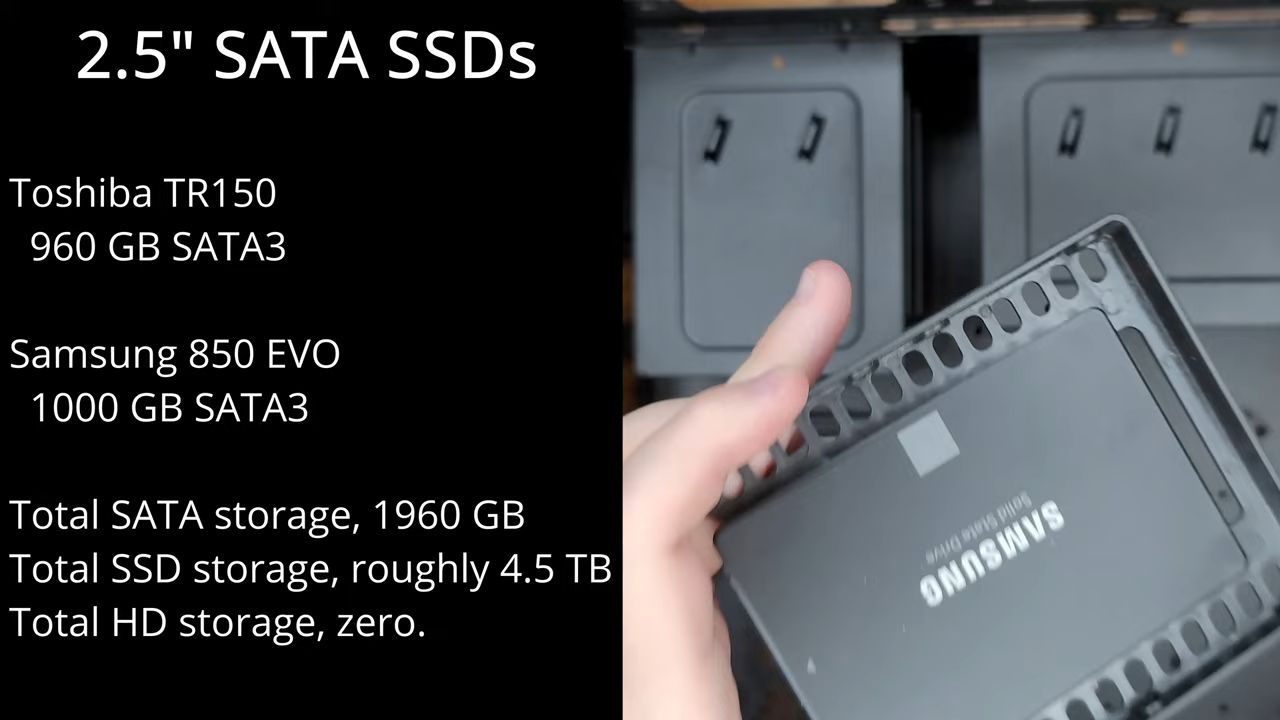 2.5" SATA SSDs
Toshiba TR150
960 GB SATA3
Samsung 850 EVO
1000 GB SATA3
Total SATA storage, 1960 GB
Total SSD storage, roughly 4.5 TB
Total HD storage, zero.
SAMSUNG
Solid State Drive